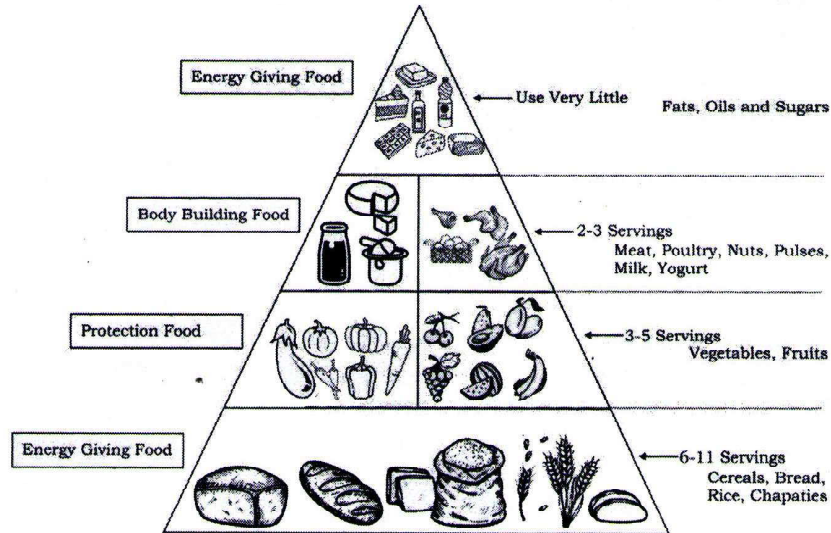 Energy Giving Food
Use Very Little
Fats, Oils and Sugars
Body Building Food
2-3 Servings
Meat, Poultry, Nuts, Pulses,
Milk, Yogurt
Protection Food
3-5 Servings
Vegetables, Fruits
Energy Giving Food
6-11 Servings
Cereals, Bread,
Rice, Chapaties